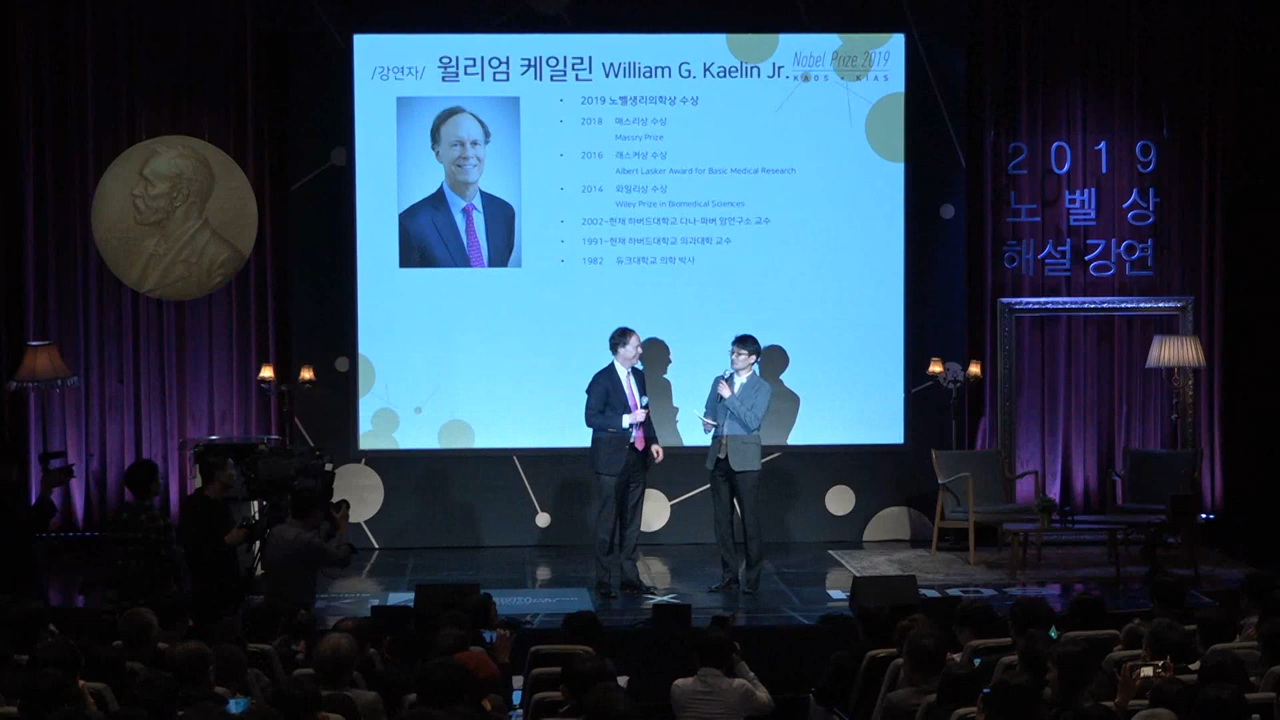 /강연자/ 윌리엄 케일린 William G. Kaelin Jr.
Nobel Prize 2019
KAOS + KIAS
• 2019 노벨생리의학상 수상
• 2018 매스리상 수상
Massry Prize
• 2016 래스커상 수상
Albert Lasker Award for Basic Medical Research
• 2014 와일리상 수상
Wiley Prize in Biomedical Sciences
• 2002~현재 하버드대학교 다나-파버 암연구소 교수
• 1991~현재 하버드대학교 의과대학 교수
• 1982 듀크대학교 의학 박사
2019
노벨상
해설 강연